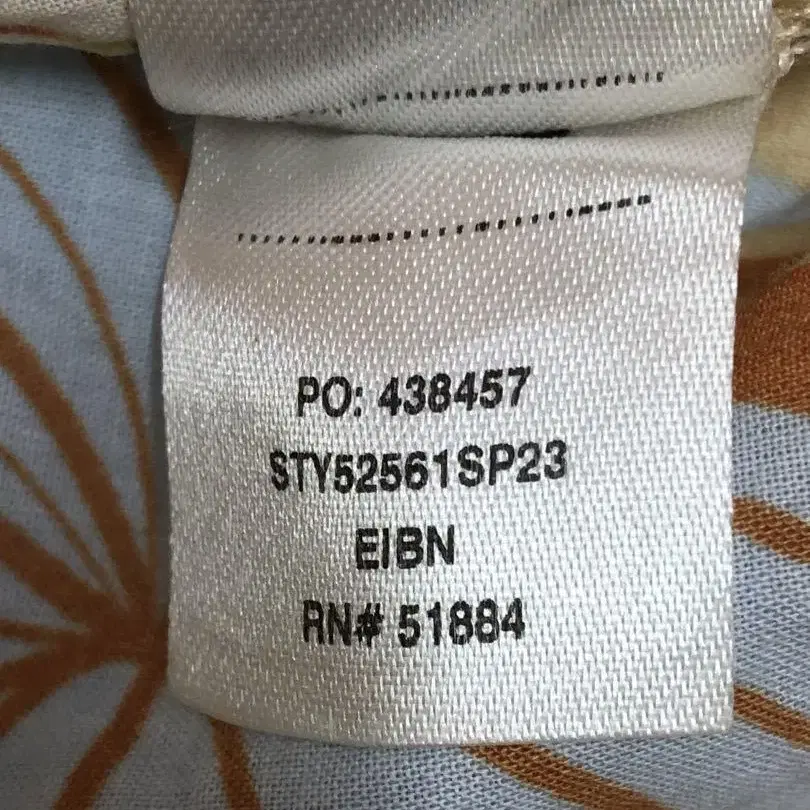 PO: 438457
STY52561SP23
EIBN
RN# 51884